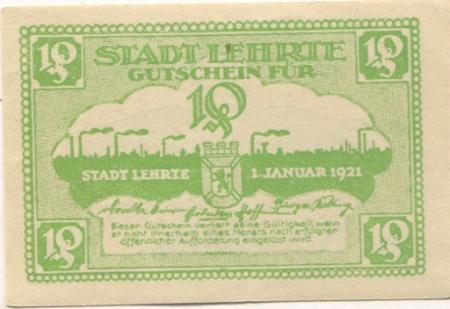 10 STADT LEHRTE 10
GUTSCHEIN FÜR
10
STADT LEHRTE 1. JANUAR 1921
Dieser Gutschein verliert seine Gültigkeit, wenn
er nicht innerhalb eines Monats nach erfolgter
öffentlicher Aufforderung eingelöst wird.
10 10